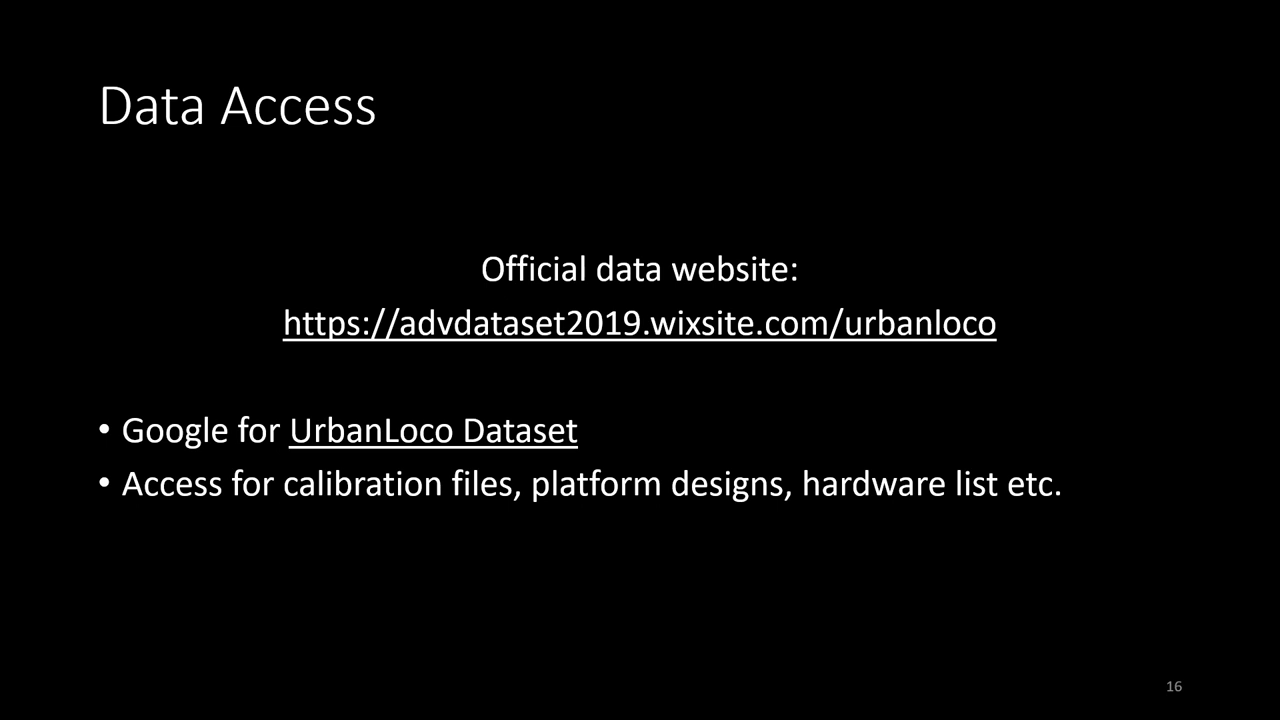 Data Access
Official data website:
https://advdataset2019.wixsite.com/urbanloco
• Google for UrbanLoco Dataset
• Access for calibration files, platform designs, hardware list etc.
16